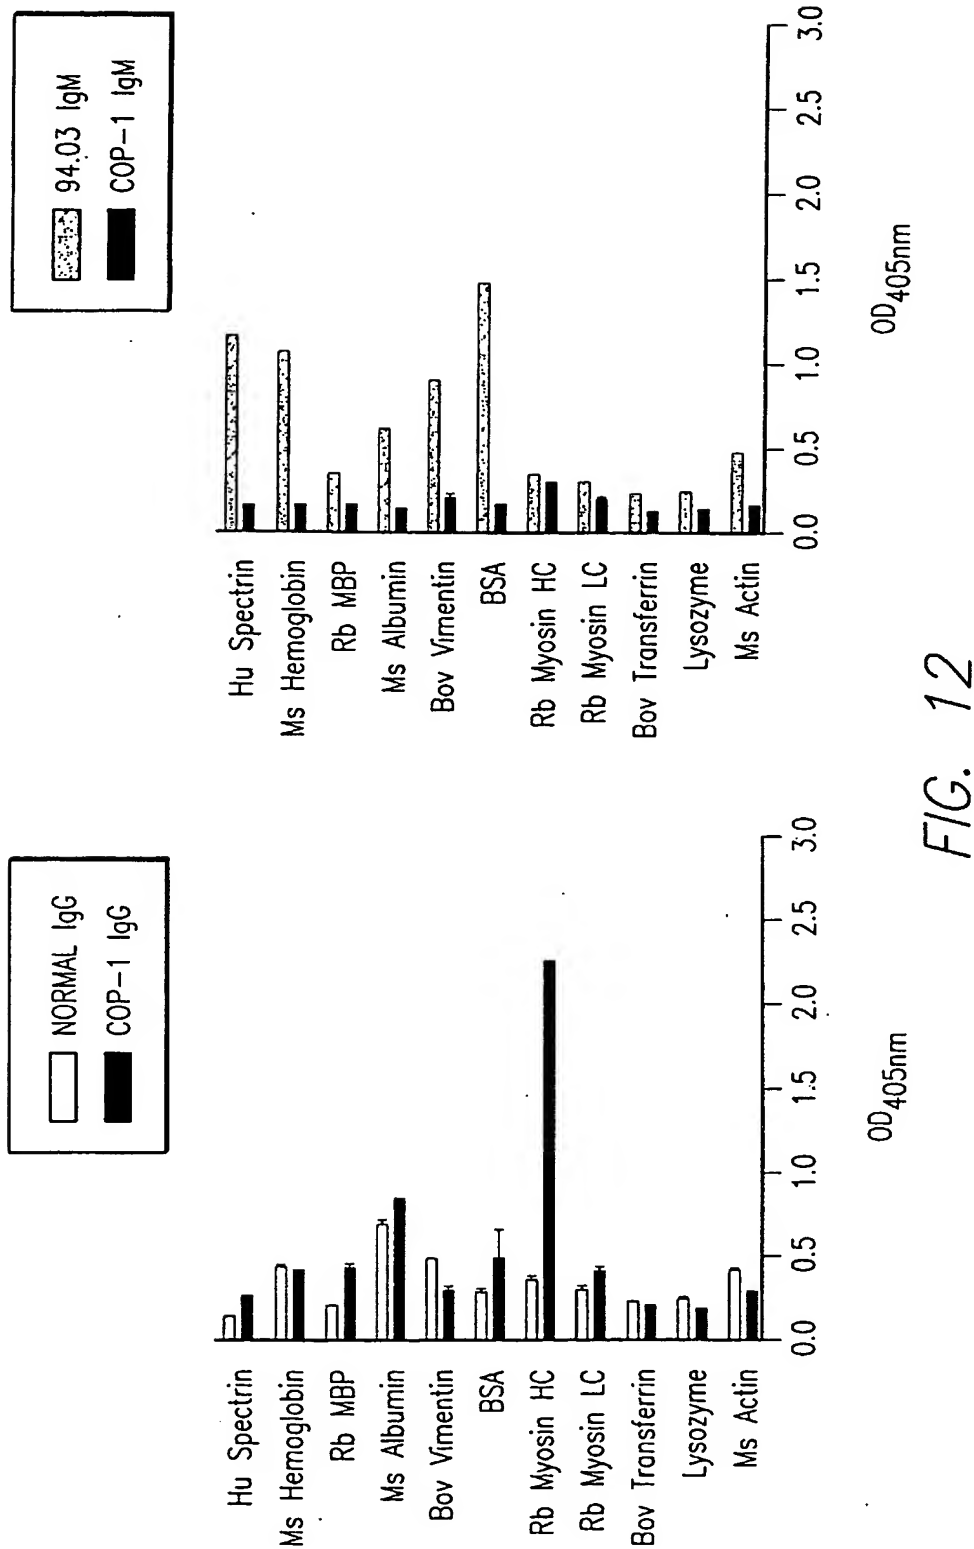 NORMAL IgG
COP-1 IgG
Hu Spectrin
Ms Hemoglobin
Rb MBP
Ms Albumin
Bov Vimentin
BSA
Rb Myosin HC
Rb Myosin LC
Bov Transferrin
Lysozyme
Ms Actin
0.0 0.5 1.0 1.5 2.0 2.5 3.0
OD405nm
94.03 IgM
COP-1 IgM
Hu Spectrin
Ms Hemoglobin
Rb MBP
Ms Albumin
Bov Vimentin
BSA
Rb Myosin HC
Rb Myosin LC
Bov Transferrin
Lysozyme
Ms Actin
0.0 0.5 1.0 1.5 2.0 2.5 3.0
OD405nm
FIG. 12